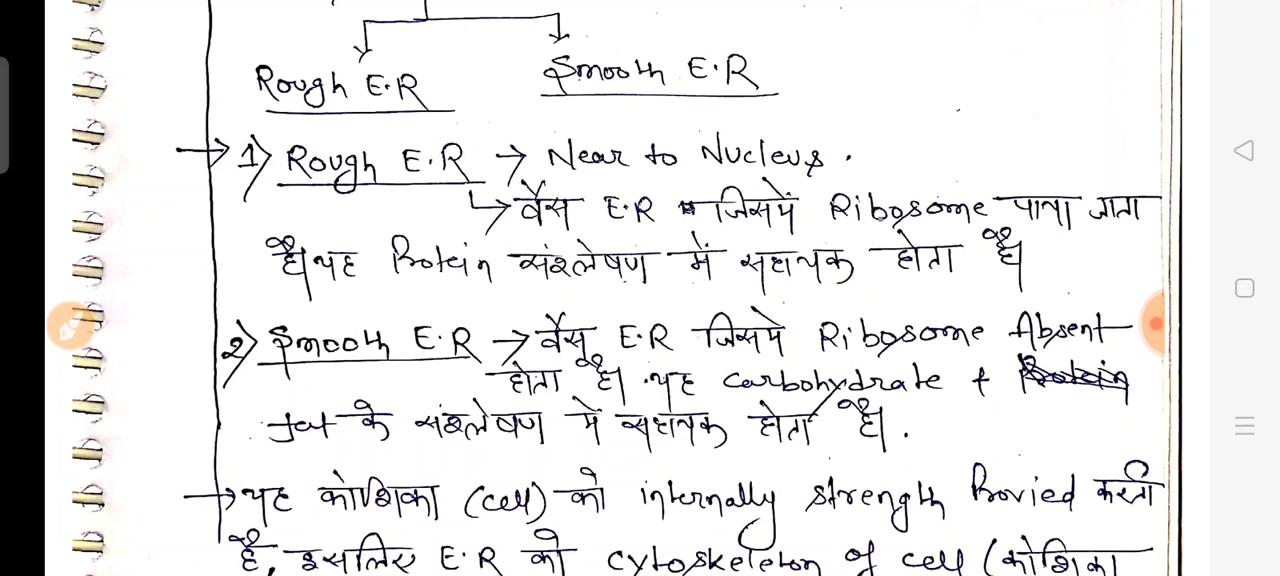 Rough E.R Smooth E.R
→ 1) Rough E.R → Near to Nucleus.
↳ वैस E.R जिसमें Ribosome पाया जाता
है। यह Protein संश्लेषण में सहायक होता है।
2) Smooth E.R → वैस E.R जिसमे Ribosome Absent
होता है। यह Carbohydrate +
fat के संश्लेषण में सहायक होता है।.
→ यह कोशिका (cell) को internally strength Provied करती
है, इसलिए E.R को cytoskeleton of cell (कोशिका